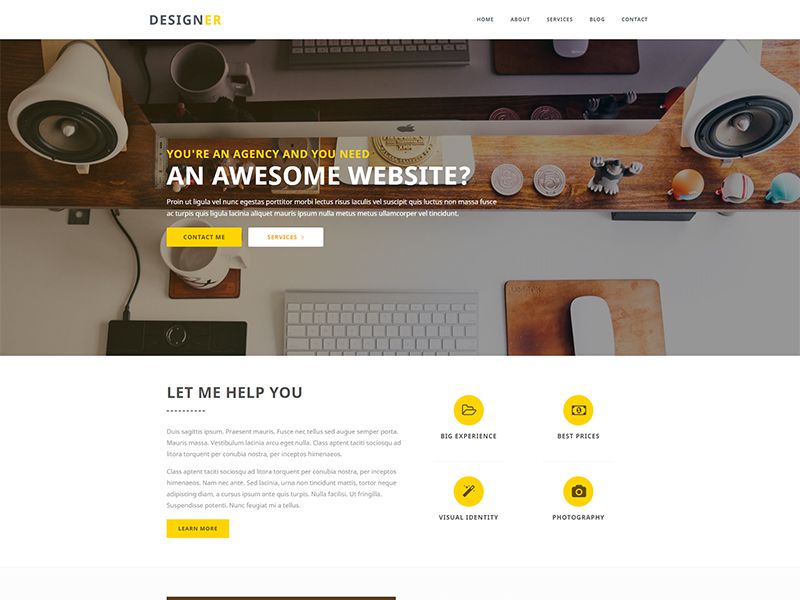 DESIGNER
HOME ABOUT SERVICES BLOG CONTACT
YOU'RE AN AGENCY AND YOU NEED
AN AWESOME WEBSITE?
Proin ut ligula vel nunc egestas porttitor morbi lectus risus iaculis vel suscipit quis luctus non massa fusce
ac turpis quis ligula lacinia aliquet mauris ipsum nulla metus metus ullamcorper vel tincidunt.
CONTACT ME
SERVICES >
LET ME HELP YOU
Duis sagittis ipsum. Praesent mauris. Fusce nec tellus sed augue semper porta.
Mauris massa. Vestibulum lacinia arcu eget nulla. Class aptent taciti sociosqu ad
litora torquent per conubia nostra, per inceptos himenaeos.
Class aptent taciti sociosqu ad litora torquent per conubia nostra, per inceptos
himenaeos. Nam nec ante. Sed lacinia, urna non tincidunt mattis, tortor neque
adipiscing diam, a cursus ipsum ante quis turpis. Nulla facilisi. Ut fringilla.
Suspendisse potenti. Nunc feugiat mi a tellus.
LEARN MORE
BIG EXPERIENCE
BEST PRICES
VISUAL IDENTITY
PHOTOGRAPHY